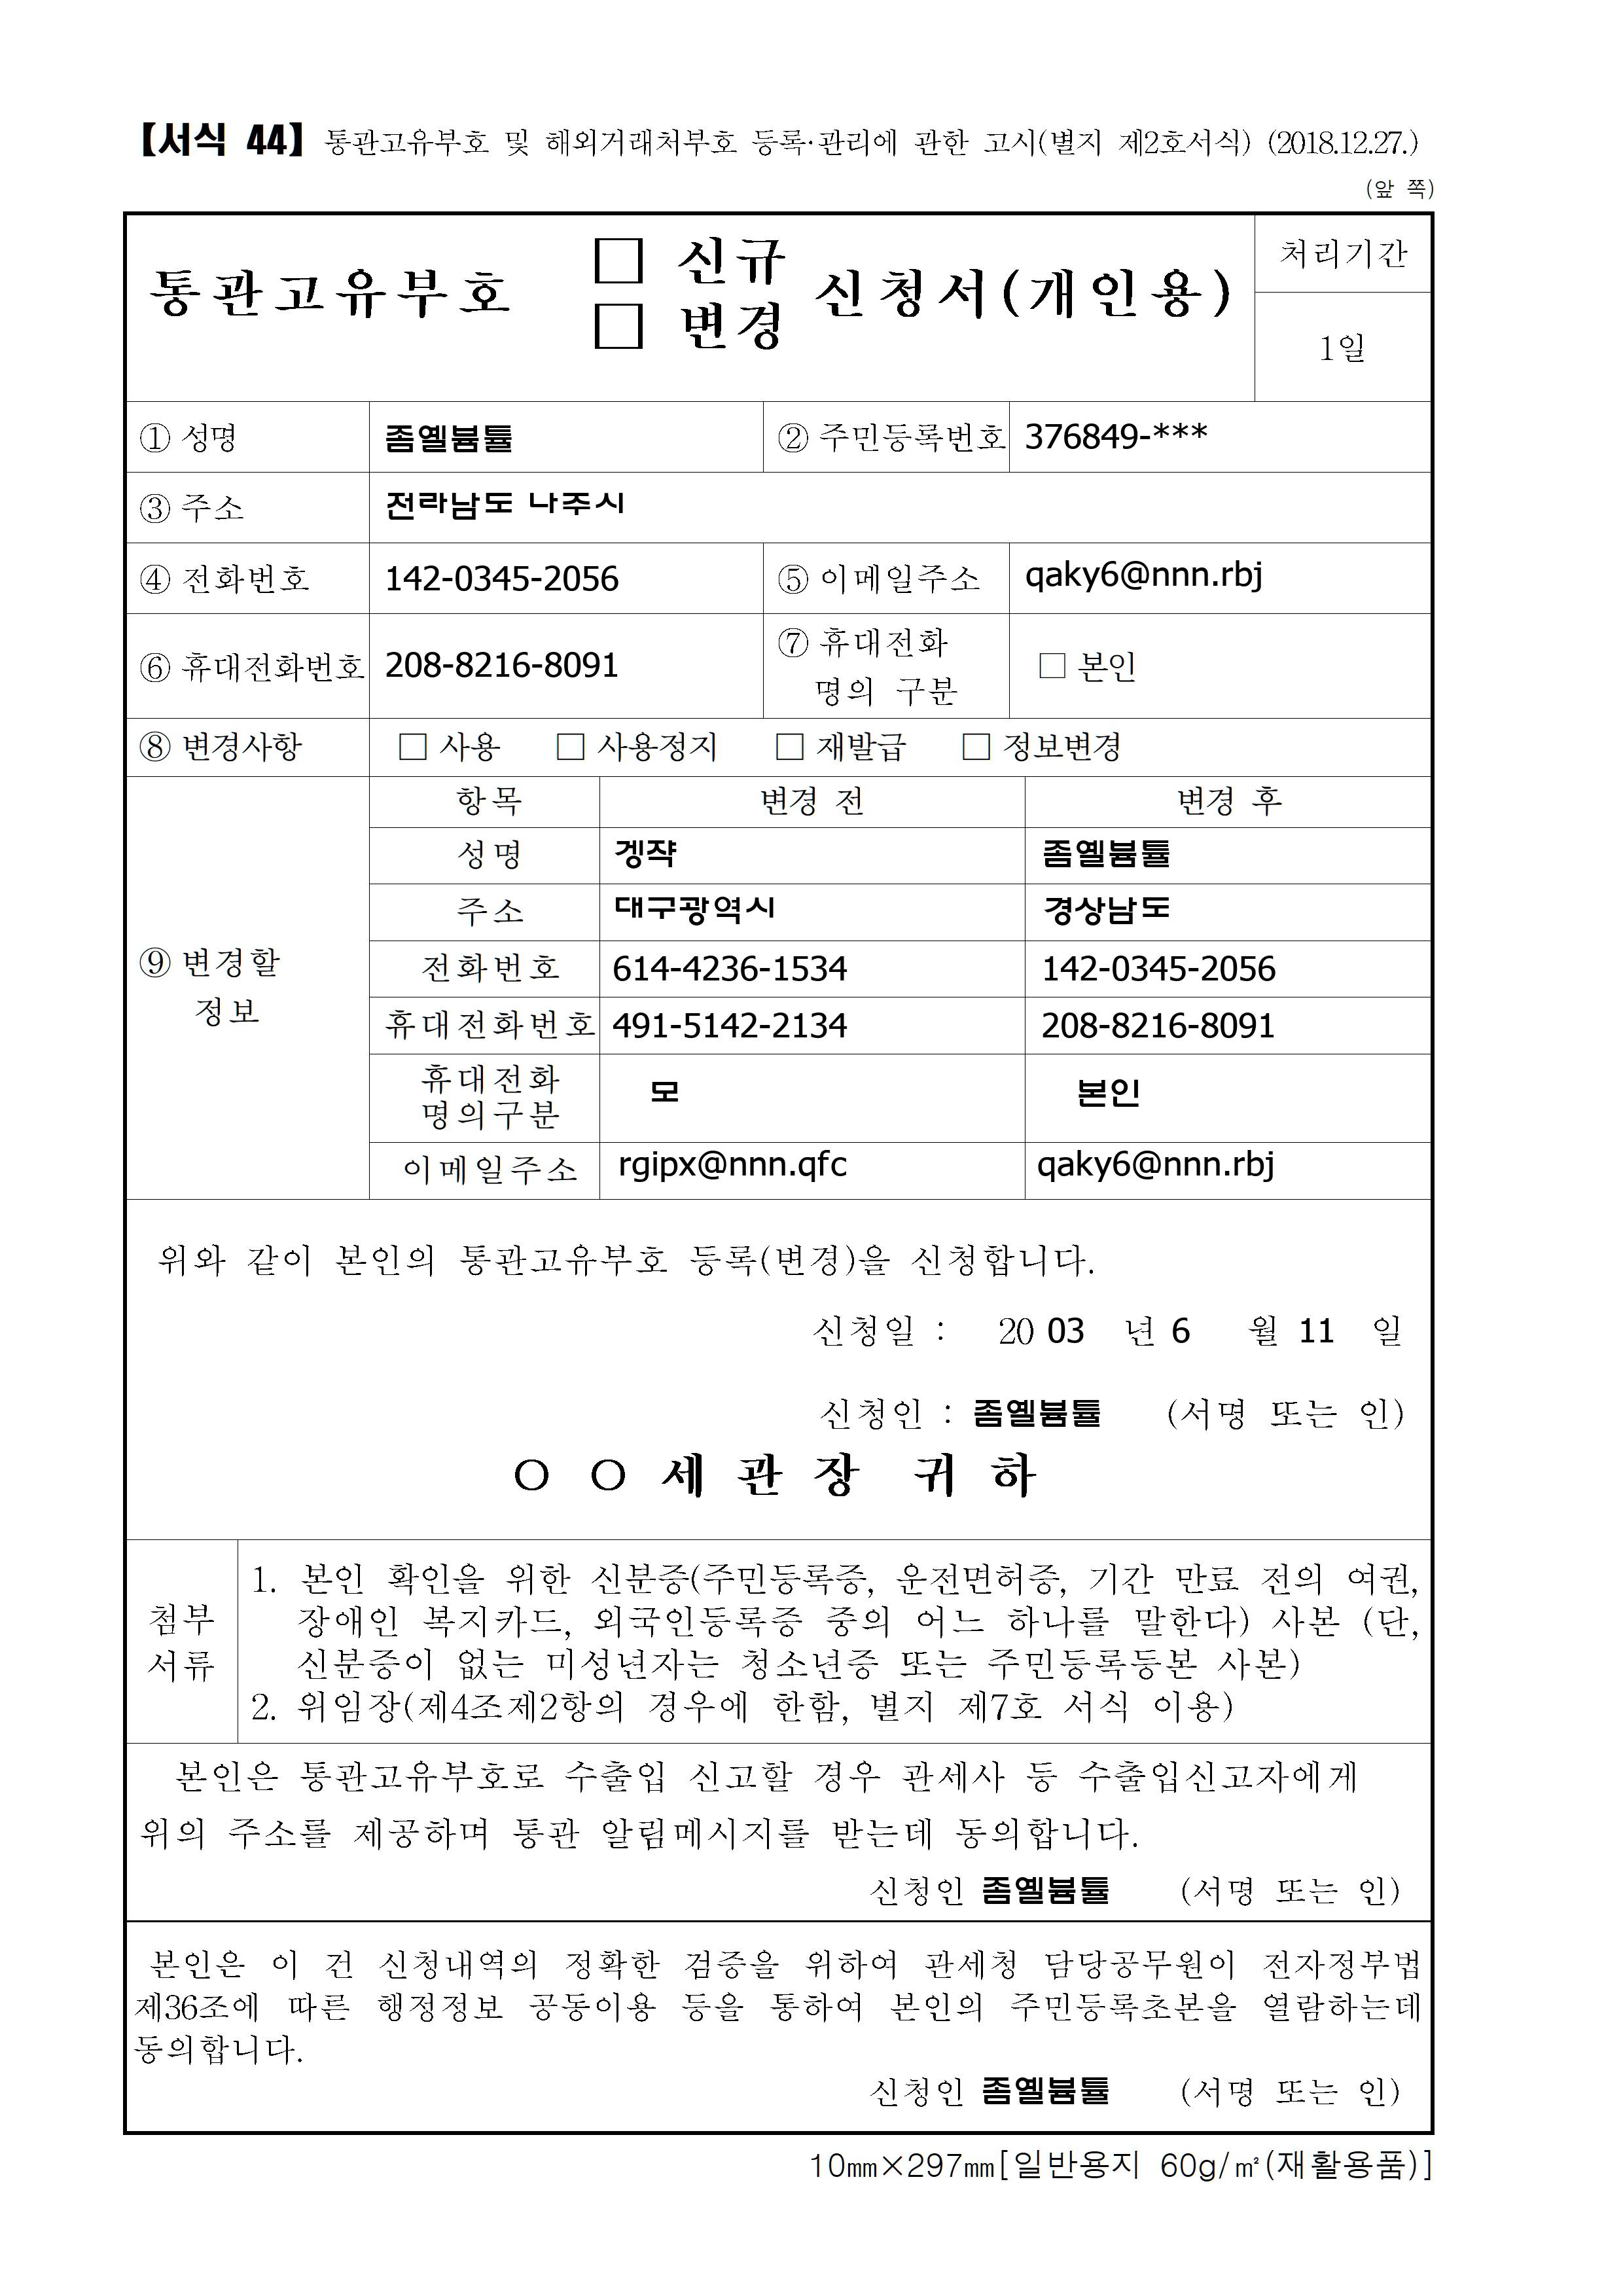 【서식 44】 통관고유부호 및 해외거래처부호 등록·관리에 관한 고시(별지 제2호서식) (2018.12.27.)
(앞 쪽)
통관고유부호 □ 신규 □ 변경 신청서(개인용)
처리기간
1일
① 성명 좀옐뷺튤 ② 주민등록번호 376849-***
③ 주소 전라남도 나주시
④ 전화번호 142-0345-2056 ⑤ 이메일주소 qaky6@nnn.rbj
⑥ 휴대전화번호 208-8216-8091 ⑦ 휴대전화 명의 구분 □ 본인
⑧ 변경사항 □ 사용 □ 사용정지 □ 재발급 □ 정보변경
⑨ 변경할 정보
항목 변경 전 변경 후
성명 겡쟉 좀옐뷺튤
주소 대구광역시 경상남도
전화번호 614-4236-1534 142-0345-2056
휴대전화번호 491-5142-2134 208-8216-8091
휴대전화 명의구분 모 본인
이메일주소 rgipx@nnn.qfc qaky6@nnn.rbj
위와 같이 본인의 통관고유부호 등록(변경)을 신청합니다.
신청일 : 20 03 년 6 월 11 일
신청인 : 좀옐뷺튤 (서명 또는 인)
○ ○ 세 관 장 귀 하
첨부 서류
1. 본인 확인을 위한 신분증(주민등록증, 운전면허증, 기간 만료 전의 여권,
장애인 복지카드, 외국인등록증 중의 어느 하나를 말한다) 사본 (단,
신분증이 없는 미성년자는 청소년증 또는 주민등록등본 사본)
2. 위임장(제4조제2항의 경우에 한함, 별지 제7호 서식 이용)
본인은 통관고유부호로 수출입 신고할 경우 관세사 등 수출입신고자에게
위의 주소를 제공하며 통관 알림메시지를 받는데 동의합니다.
신청인 좀옐뷺튤 (서명 또는 인)
본인은 이 건 신청내역의 정확한 검증을 위하여 관세청 담당공무원이 전자정부법
제36조에 따른 행정정보 공동이용 등을 통하여 본인의 주민등록초본을 열람하는데
동의합니다.
신청인 좀옐뷺튤 (서명 또는 인)
10㎜×297㎜[일반용지 60g/㎡(재활용품)]